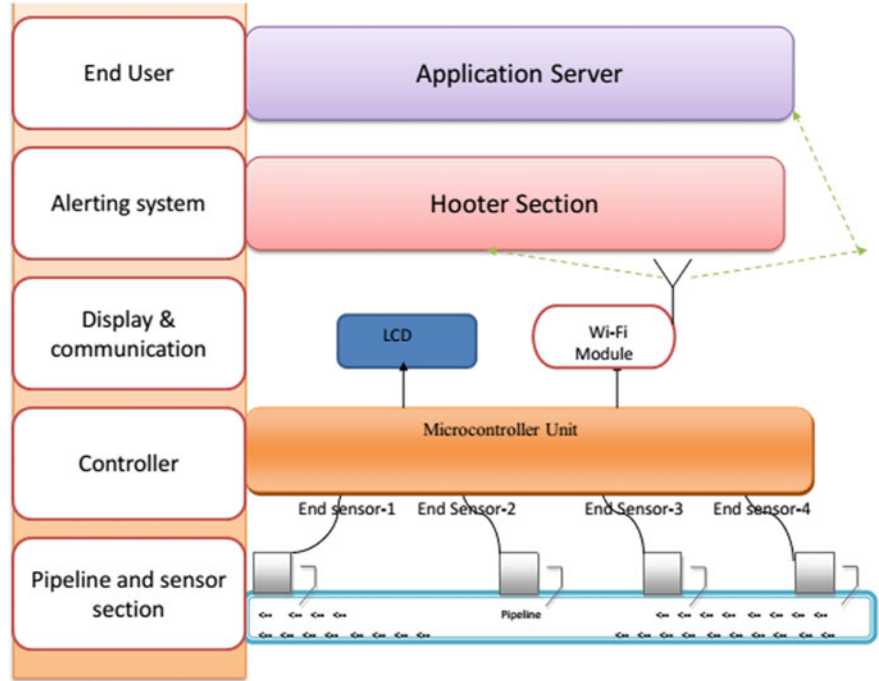 End User
Application Server
Alerting system
Hooter Section
Display &
communication
LCD
Wi-Fi
Module
Controller
Microcontroller Unit
End sensor-1
End Sensor-2
End Sensor-3
End sensor-4
Pipeline and sensor
section
Pipeline